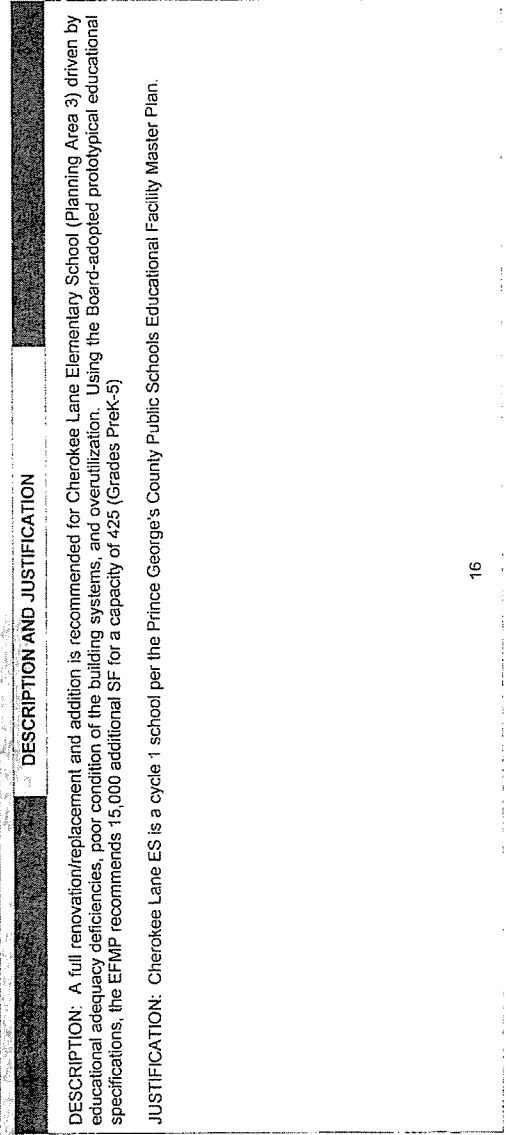 DESCRIPTION AND JUSTIFICATION
DESCRIPTION: A full renovation/replacement and addition is recommended for Cherokee Lane Elementary School (Planning Area 3) driven by
educational adequacy deficiencies, poor condition of the building systems, and overutilization. Using the Board-adopted prototypical educational
specifications, the EFMP recommends 15,000 additional SF for a capacity of 425 (Grades PreK-5)
JUSTIFICATION: Cherokee Lane ES is a cycle 1 school per the Prince George's County Public Schools Educational Facility Master Plan.
16